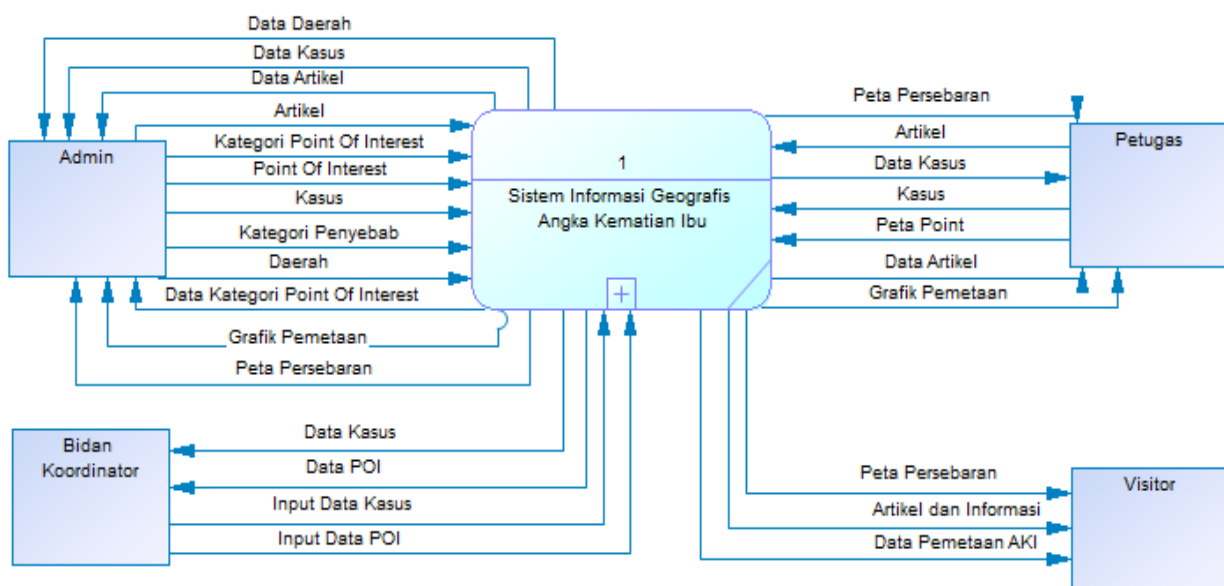 Data Daerah
Data Kasus
Data Artikel
Artikel
Kategori Point Of Interest
Point Of Interest
Kasus
Kategori Penyebab
Daerah
Data Kategori Point Of Interest
Grafik Pemetaan
Peta Persebaran
Admin
1
Sistem Informasi Geografis
Angka Kematian Ibu
Peta Persebaran
Artikel
Data Kasus
Kasus
Peta Point
Data Artikel
Grafik Pemetaan
Petugas
Bidan
Koordinator
Data Kasus
Data POI
Input Data Kasus
Input Data POI
Peta Persebaran
Artikel dan Informasi
Data Pemetaan AKI
Visitor